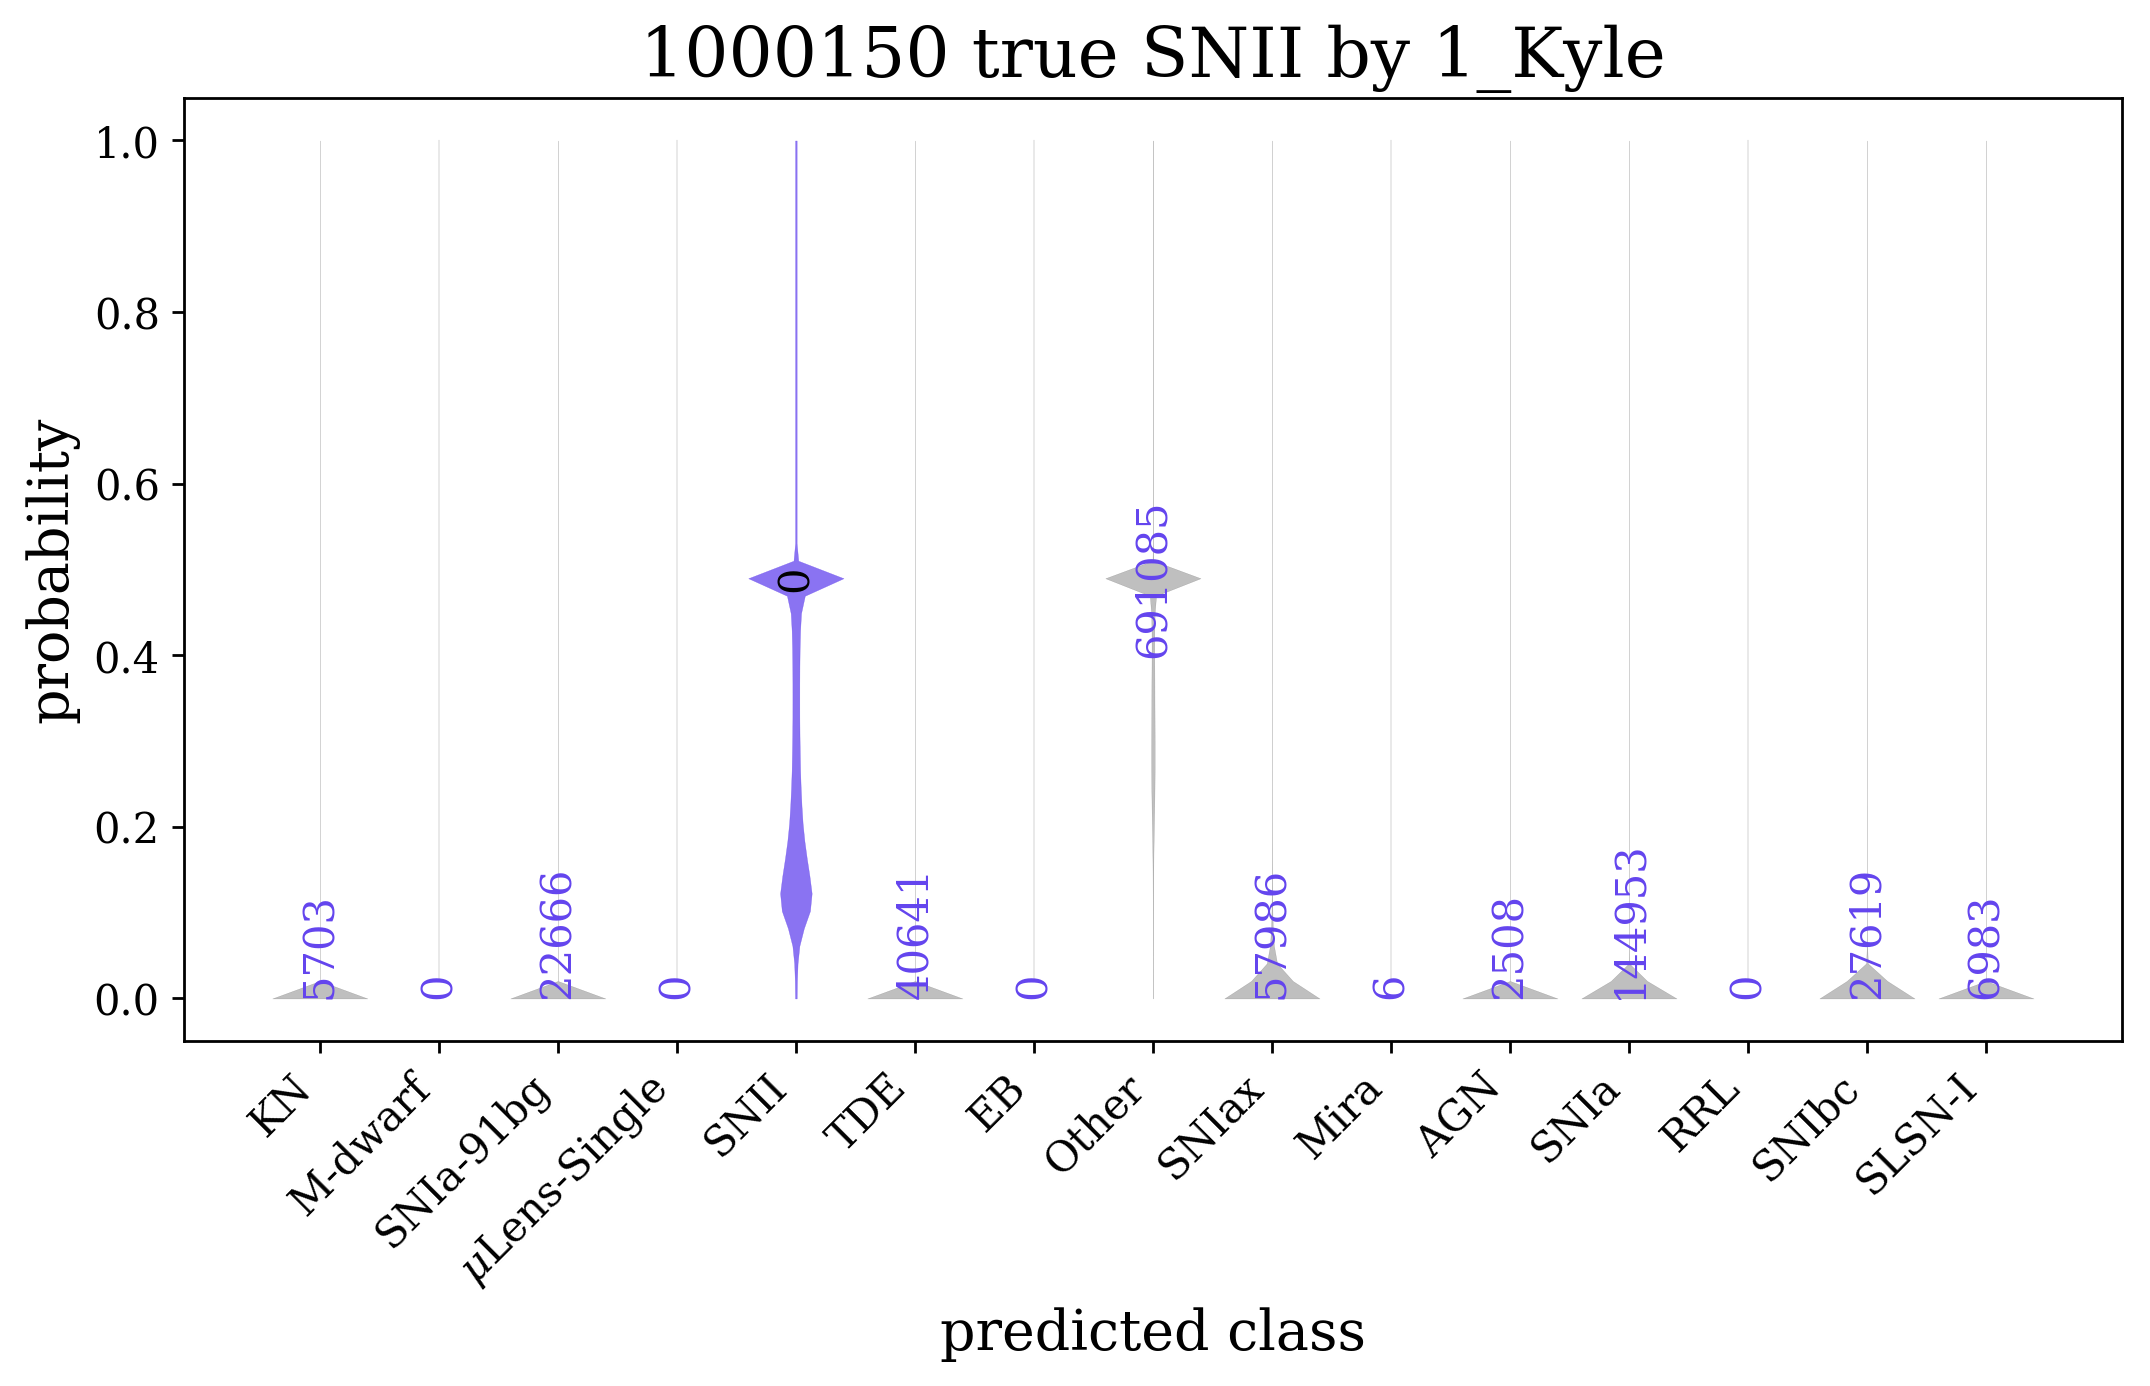 1000150 true SNII by 1_Kyle
probability
1.0
0.8
0.6
0.4
0.2
0.0
5703
0
22666
0
0
40641
0
691085
57986
6
2508
144953
0
27619
6983
KN
M-dwarf
SNIa-91bg
μLens-Single
SNII
TDE
EB
Other
SNIax
Mira
AGN
SNIa
RRL
SNIbc
SLSN-I
predicted class